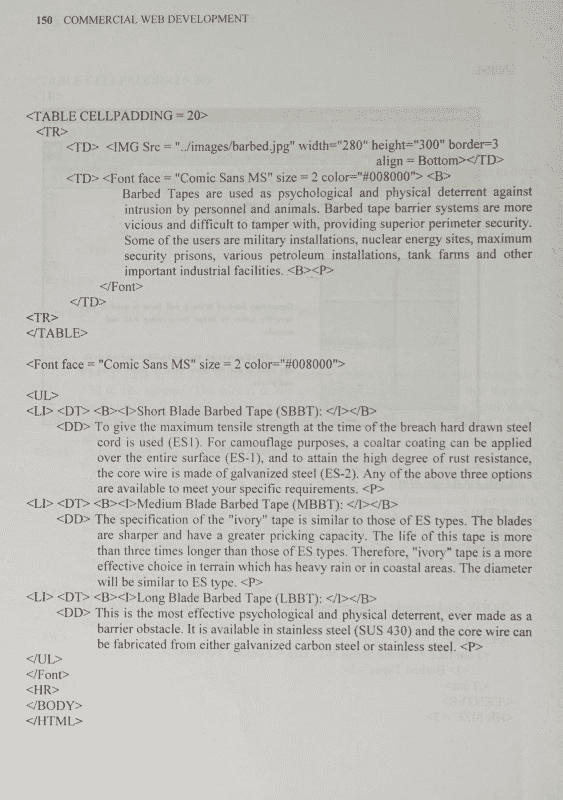 150 COMMERCIAL WEB DEVELOPMENT
<TABLE CELLPADDING = 20>
<TR>
<TD> <IMG Src = "../images/barbed.jpg" width="280" height="300" border=3
align = Bottom></TD>
<TD> <Font face = "Comic Sans MS" size = 2 color="#008000"> <B>
Barbed Tapes are used as psychological and physical deterrent against
intrusion by personnel and animals. Barbed tape barrier systems are more
vicious and difficult to tamper with, providing superior perimeter security.
Some of the users are military installations, nuclear energy sites, maximum
security prisons, various petroleum installations, tank farms and other
important industrial facilities. <B><P>
</Font>
</TD>
<TR>
</TABLE>
<Font face = "Comic Sans MS" size = 2 color="#008000">
<UL>
<LI> <DT> <B><I>Short Blade Barbed Tape (SBBT): </I></B>
<DD> To give the maximum tensile strength at the time of the breach hard drawn steel
cord is used (ES1). For camouflage purposes, a coaltar coating can be applied
over the entire surface (ES-1), and to attain the high degree of rust resistance,
the core wire is made of galvanized steel (ES-2). Any of the above three options
are available to meet your specific requirements. <P>
<LI> <DT> <B><I>Medium Blade Barbed Tape (MBBT): </I></B>
<DD> The specification of the "ivory" tape is similar to those of ES types. The blades
are sharper and have a greater pricking capacity. The life of this tape is more
than three times longer than those of ES types. Therefore, "ivory" tape is a more
effective choice in terrain which has heavy rain or in coastal areas. The diameter
will be similar to ES type. <P>
<LI> <DT> <B><I>Long Blade Barbed Tape (LBBT): </I></B>
<DD> This is the most effective psychological and physical deterrent, ever made as a
barrier obstacle. It is available in stainless steel (SUS 430) and the core wire can
be fabricated from either galvanized carbon steel or stainless steel. <P>
</UL>
</Font>
<HR>
</BODY>
</HTML>